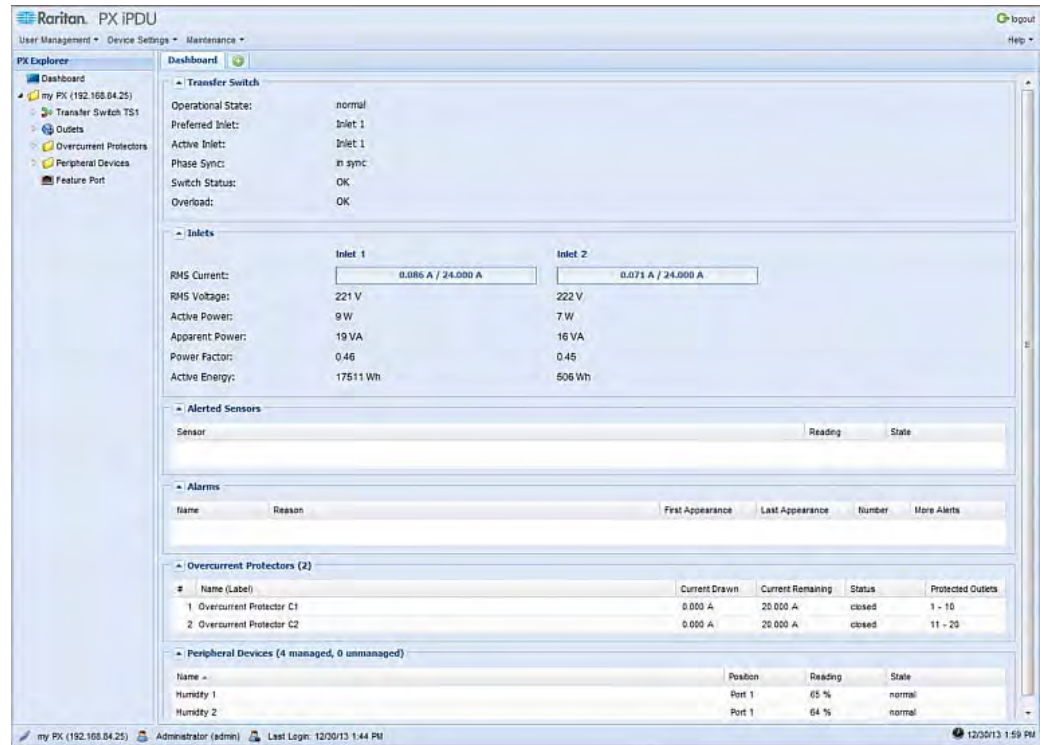 Raritan. PX iPDU
logout
User Management Device Settings Maintenance
Help
PX Explorer
Dashboard
my PX (192.168.84.25)
Transfer Switch TS1
Outlets
Overcurrent Protectors
Peripheral Devices
Feature Port
Dashboard
Transfer Switch
Operational State: normal
Preferred Inlet: Inlet 1
Active Inlet: Inlet 1
Phase Sync: in sync
Switch Status: OK
Overload: OK
Inlets
Inlet 1 Inlet 2
RMS Current: 0.086 A / 24.000 A 0.071 A / 24.000 A
RMS Voltage: 221 V 222 V
Active Power: 9 W 7 W
Apparent Power: 19 VA 16 VA
Power Factor: 0.46 0.45
Active Energy: 17511 Wh 506 Wh
Alerted Sensors
Sensor Reading State
Alarms
Name Reason First Appearance Last Appearance Number More Alerts
Overcurrent Protectors (2)
# Name (Label) Current Drawn Current Remaining Status Protected Outlets
1 Overcurrent Protector C1 0.000 A 20.000 A closed 1 - 10
2 Overcurrent Protector C2 0.000 A 20.000 A closed 11 - 20
Peripheral Devices (4 managed, 0 unmanaged)
Name Position Reading State
Humidity 1 Port 1 65 % normal
Humidity 2 Port 1 64 % normal
my PX (192.168.84.25) Administrator (admin) Last Login: 12/30/13 1:44 PM 12/30/13 1:59 PM